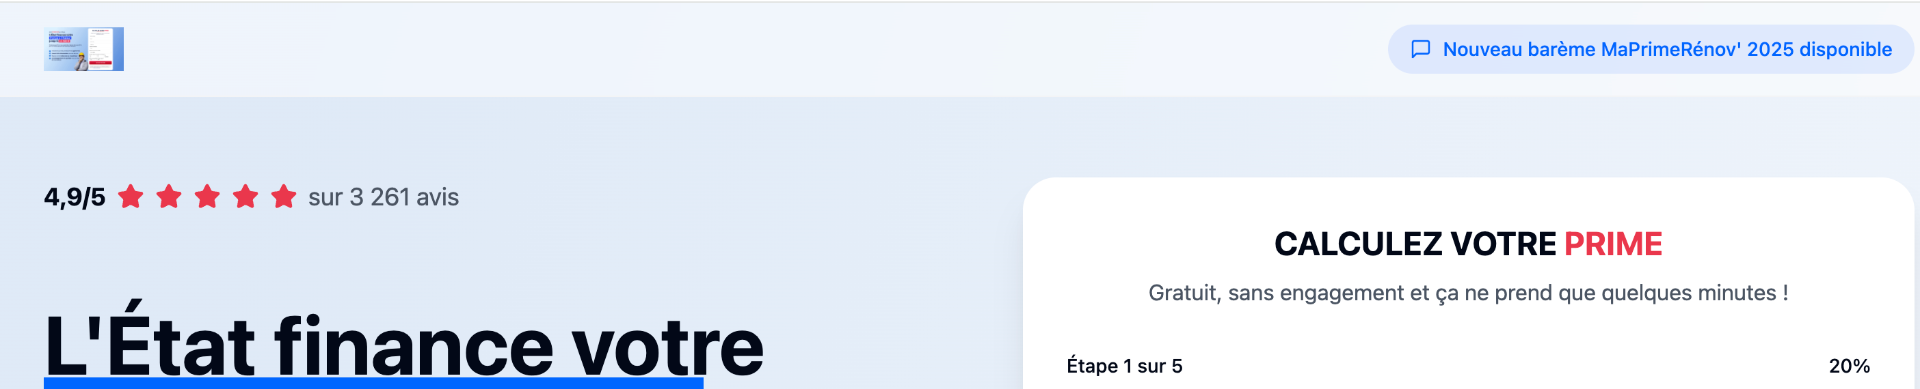 Nouveau barème MaPrimeRénov' 2025 disponible
4,9/5 sur 3 261 avis
L'État finance votre
CALCULEZ VOTRE PRIME
Gratuit, sans engagement et ça ne prend que quelques minutes !
Étape 1 sur 5
20%